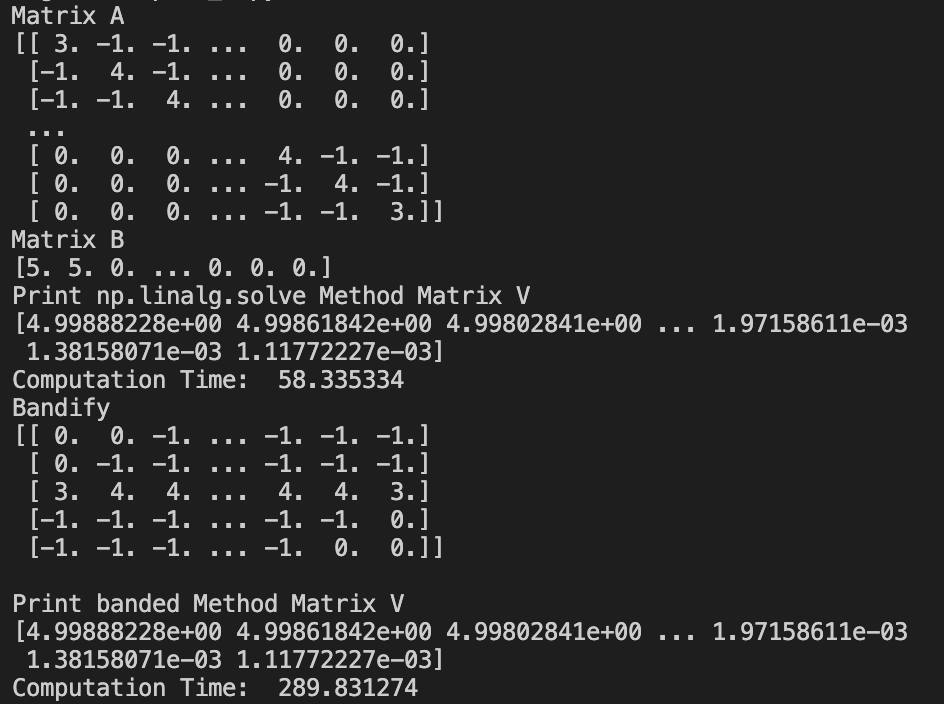 Matrix A
[[ 3. -1. -1. ...  0.  0.  0.]
 [-1.  4. -1. ...  0.  0.  0.]
 [-1. -1.  4. ...  0.  0.  0.]
 ...
 [ 0.  0.  0. ...  4. -1. -1.]
 [ 0.  0.  0. ... -1.  4. -1.]
 [ 0.  0.  0. ... -1. -1.  3.]]
Matrix B
[5. 5. 0. ... 0. 0. 0.]
Print np.linalg.solve Method Matrix V
[4.99888228e+00 4.99861842e+00 4.99802841e+00 ... 1.97158611e-03
 1.38158071e-03 1.11772227e-03]
Computation Time:  58.335334
Bandify
[[ 0.  0. -1. ... -1. -1. -1.]
 [ 0. -1. -1. ... -1. -1. -1.]
 [ 3.  4.  4. ...  4.  4.  3.]
 [-1. -1. -1. ... -1. -1.  0.]
 [-1. -1. -1. ... -1.  0.  0.]]
Print banded Method Matrix V
[4.99888228e+00 4.99861842e+00 4.99802841e+00 ... 1.97158611e-03
 1.38158071e-03 1.11772227e-03]
Computation Time:  289.831274